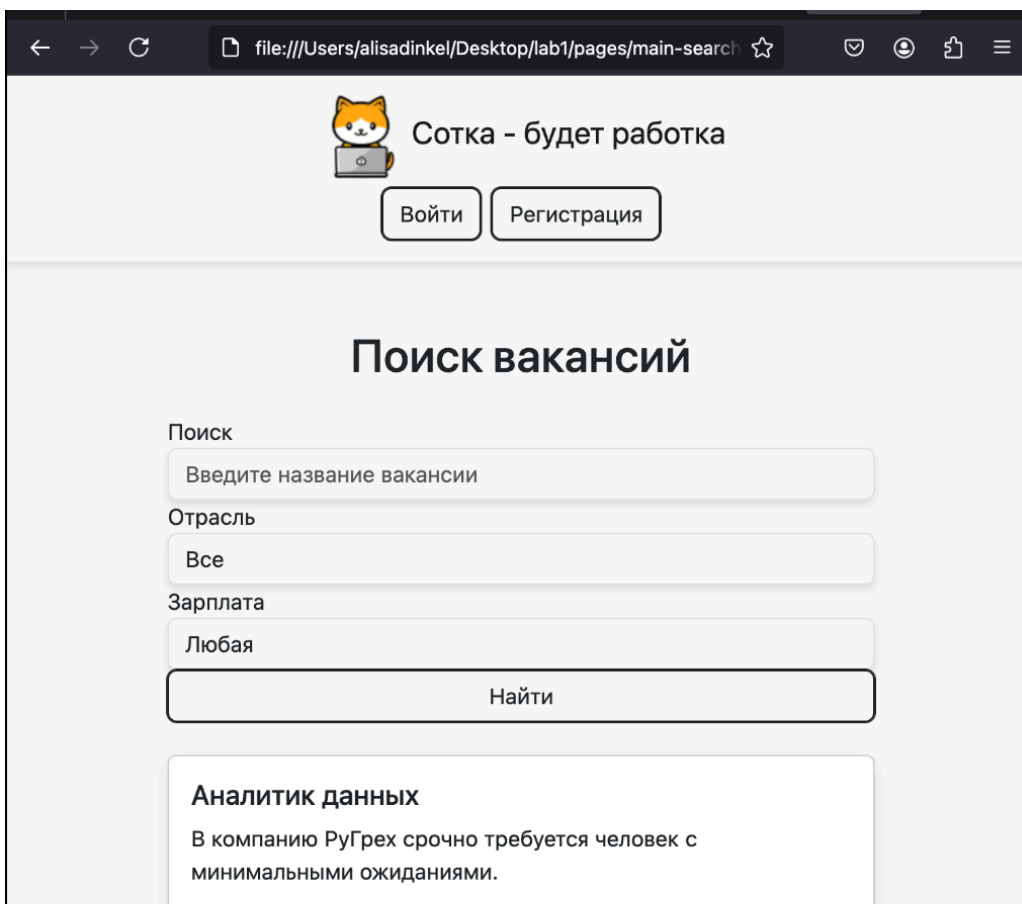 file:///Users/alisadinkel/Desktop/lab1/pages/main-search
Сотка - будет работка
Войти Регистрация
Поиск вакансий
Поиск
Введите название вакансии
Отрасль
Все
Зарплата
Любая
Найти
Аналитик данных
В компанию РуГрех срочно требуется человек с
минимальными ожиданиями.